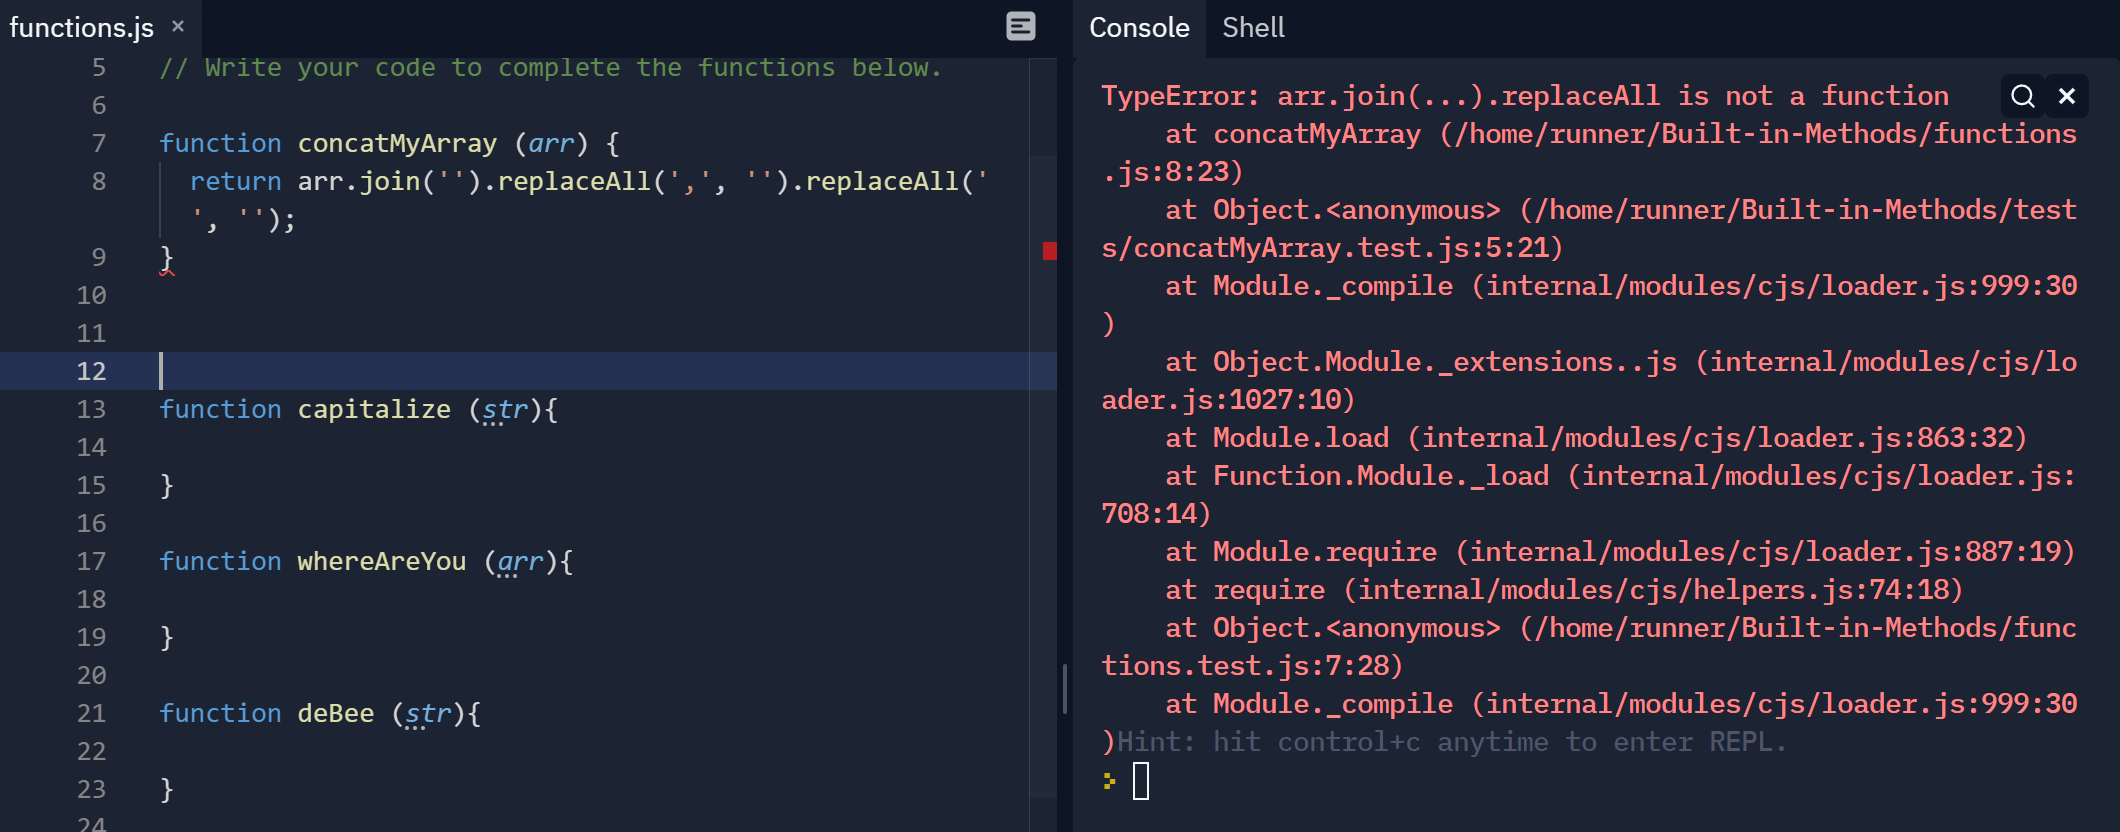 functions.js ×
5 // Write your code to complete the functions below.
6
7 function concatMyArray (arr) {
8 return arr.join('').replaceAll(',', '').replaceAll('
', '');
9 }
10
11
12
13 function capitalize (str){
14
15 }
16
17 function whereAreYou (arr){
18
19 }
20
21 function deBee (str){
22
23 }
24
Console Shell
TypeError: arr.join(...).replaceAll is not a function
at concatMyArray (/home/runner/Built-in-Methods/functions
.js:8:23)
at Object.<anonymous> (/home/runner/Built-in-Methods/test
s/concatMyArray.test.js:5:21)
at Module._compile (internal/modules/cjs/loader.js:999:30
)
at Object.Module._extensions..js (internal/modules/cjs/lo
ader.js:1027:10)
at Module.load (internal/modules/cjs/loader.js:863:32)
at Function.Module._load (internal/modules/cjs/loader.js:
708:14)
at Module.require (internal/modules/cjs/loader.js:887:19)
at require (internal/modules/cjs/helpers.js:74:18)
at Object.<anonymous> (/home/runner/Built-in-Methods/func
tions.test.js:7:28)
at Module._compile (internal/modules/cjs/loader.js:999:30
)Hint: hit control+c anytime to enter REPL.